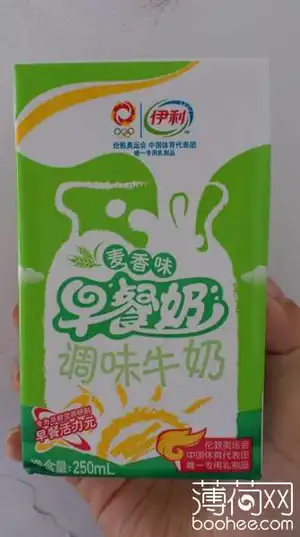 伊利
伦敦奥运会 中国体育代表团
唯一专用乳制品
麦香味
早餐奶
调味牛奶
早餐活力元
伦敦奥运会
中国体育代表团
唯一专用乳制品
净含量:250mL
薄荷网
boohee.com